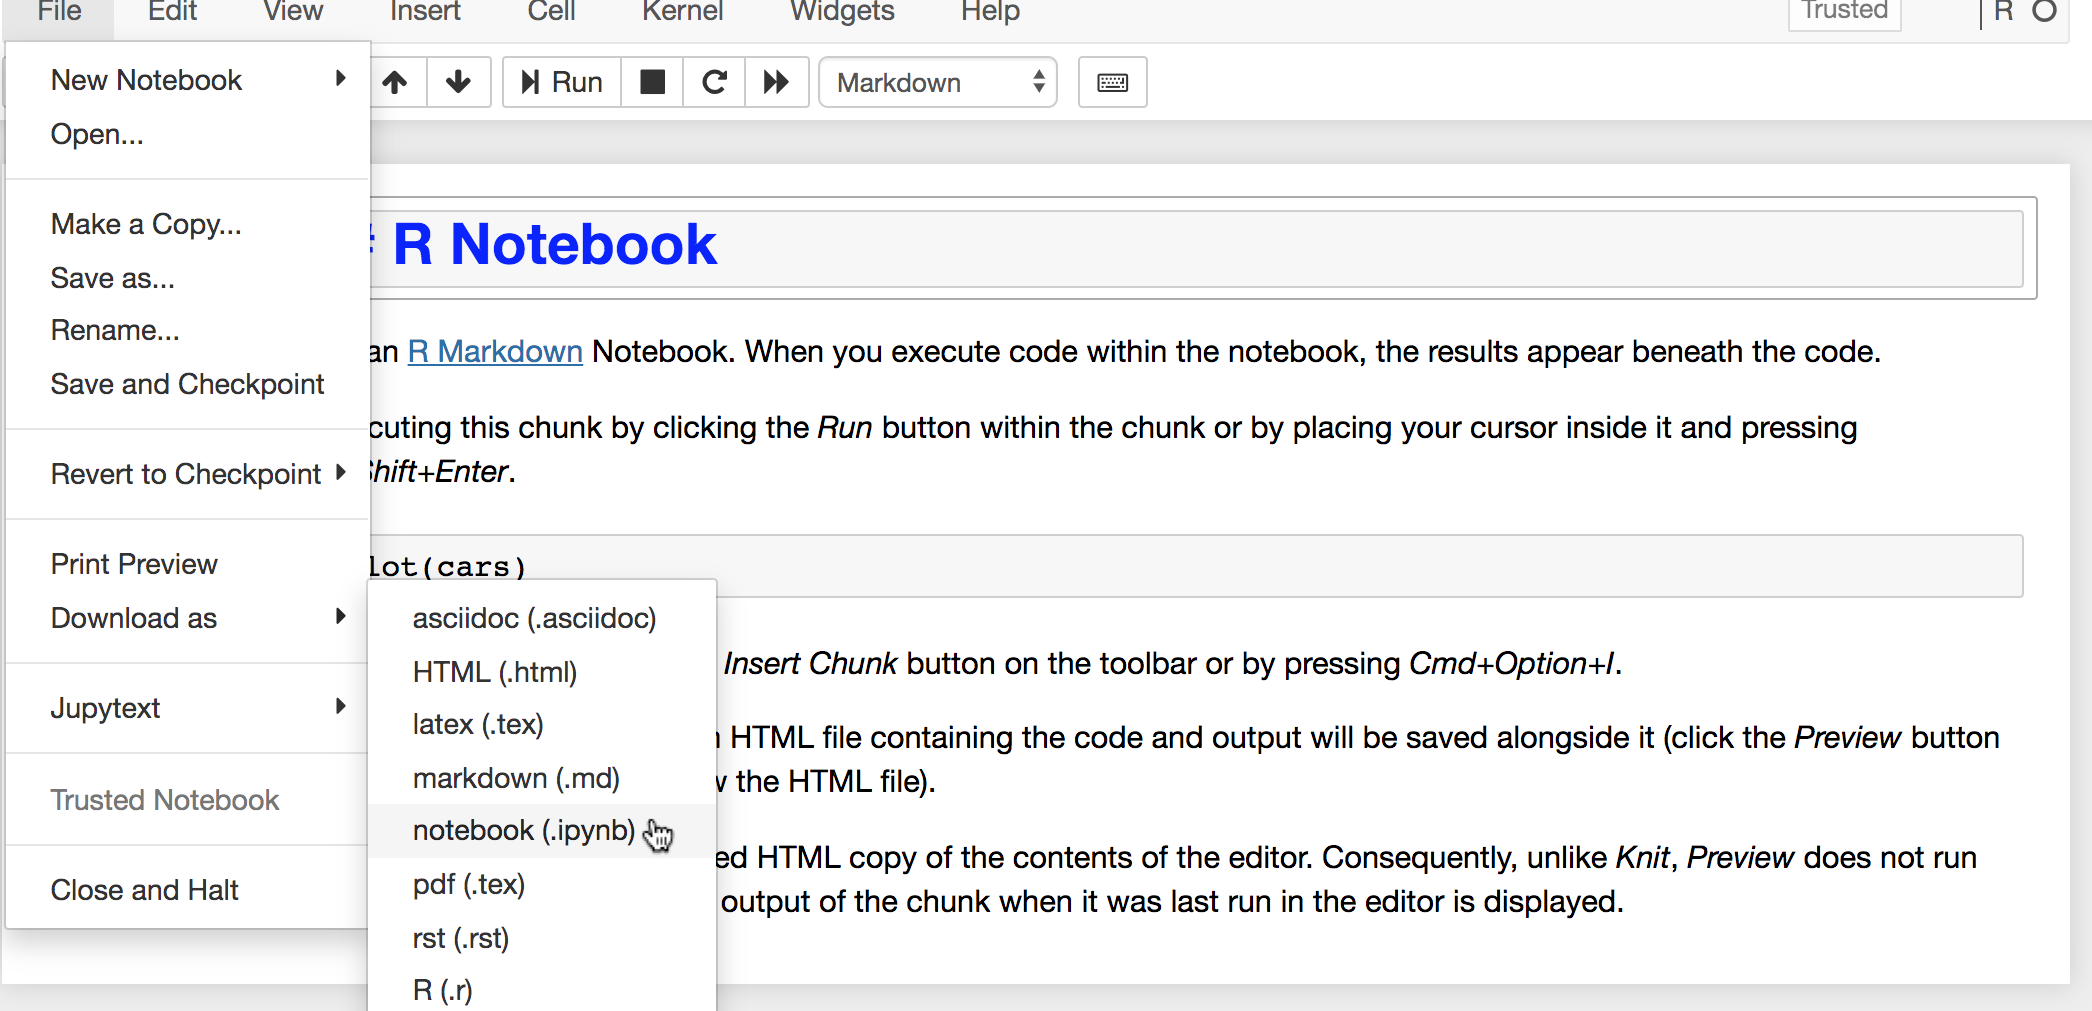 File Edit View Insert Cell Kernel Widgets Help Trusted R
New Notebook
Open...
Make a Copy...
Save as...
Rename...
Save and Checkpoint
Revert to Checkpoint
Print Preview
Download as
Jupytext
Trusted Notebook
Close and Halt
Run Markdown
# R Notebook
an R Markdown Notebook. When you execute code within the notebook, the results appear beneath the code.
cuting this chunk by clicking the Run button within the chunk or by placing your cursor inside it and pressing
Shift+Enter.
lot(cars)
asciidoc (.asciidoc)
HTML (.html)
latex (.tex)
markdown (.md)
notebook (.ipynb)
pdf (.tex)
rst (.rst)
R (.r)
Insert Chunk button on the toolbar or by pressing Cmd+Option+I.
HTML file containing the code and output will be saved alongside it (click the Preview button
w the HTML file).
ed HTML copy of the contents of the editor. Consequently, unlike Knit, Preview does not run
output of the chunk when it was last run in the editor is displayed.